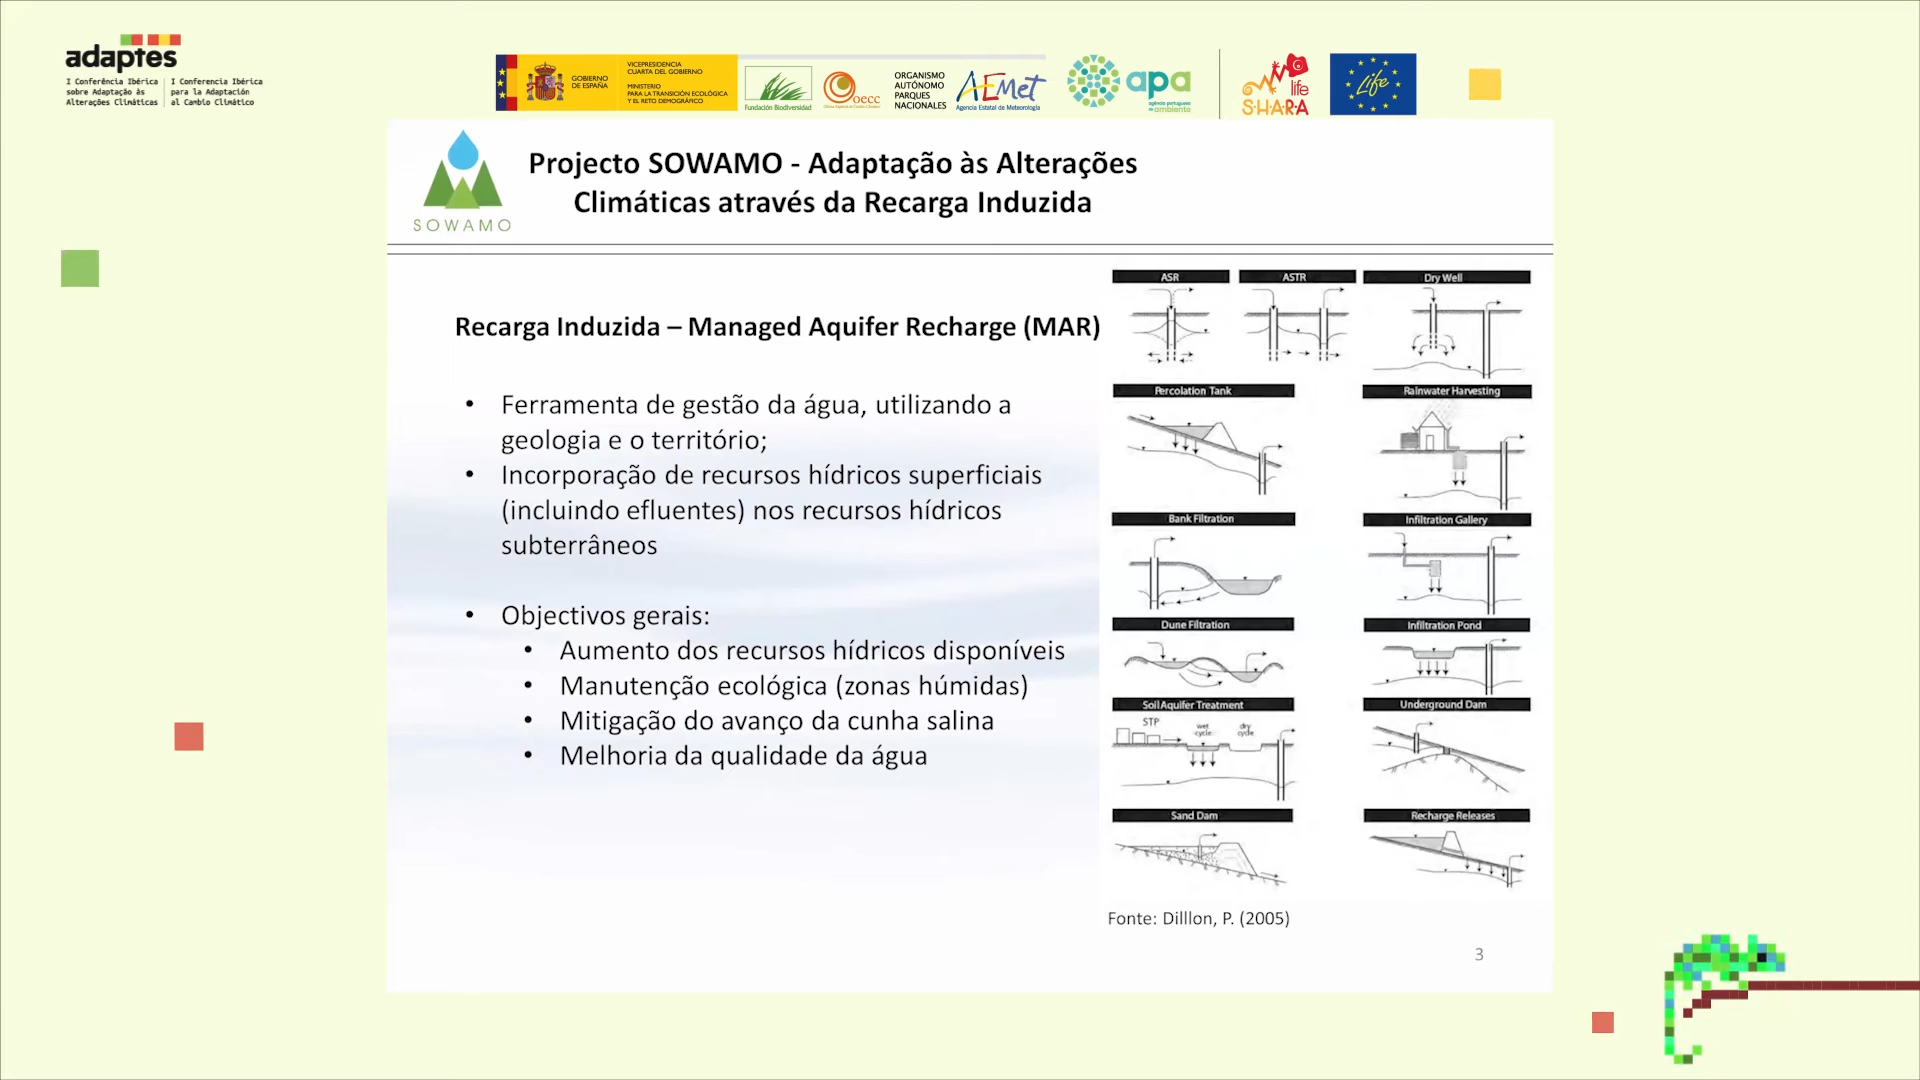 adaptes
I Conferência Ibérica
sobre Adaptação às
Alterações Climáticas
I Conferencia Ibérica
para la Adaptación
al Cambio Climático
GOBIERNO
DE ESPAÑA
VICEPRESIDENCIA
CUARTA DEL GOBIERNO
MINISTERIO
PARA LA TRANSICIÓN ECOLÓGICA
Y EL RETO DEMOGRÁFICO
Fundación Biodiversidad
oecc
ORGANISMO
AUTÓNOMO
PARQUES
NACIONALES
AEMet
Agencia Estatal de Meteorología
apa
agência portuguesa
do ambiente
life
SHARA
Life
SOWAMO
Projecto SOWAMO - Adaptação às Alterações
Climáticas através da Recarga Induzida
Recarga Induzida – Managed Aquifer Recharge (MAR)
• Ferramenta de gestão da água, utilizando a
geologia e o território;
• Incorporação de recursos hídricos superficiais
(incluindo efluentes) nos recursos hídricos
subterrâneos
• Objectivos gerais:
• Aumento dos recursos hídricos disponíveis
• Manutenção ecológica (zonas húmidas)
• Mitigação do avanço da cunha salina
• Melhoria da qualidade da água
ASR
ASTR
Dry Well
Percolation Tank
Rainwater Harvesting
Bank Filtration
Infiltration Gallery
Dune Filtration
Infiltration Pond
Soil Aquifer Treatment
STP
wet
cycle
dry
cycle
Underground Dam
Sand Dam
Recharge Releases
Fonte: Dilllon, P. (2005)
3